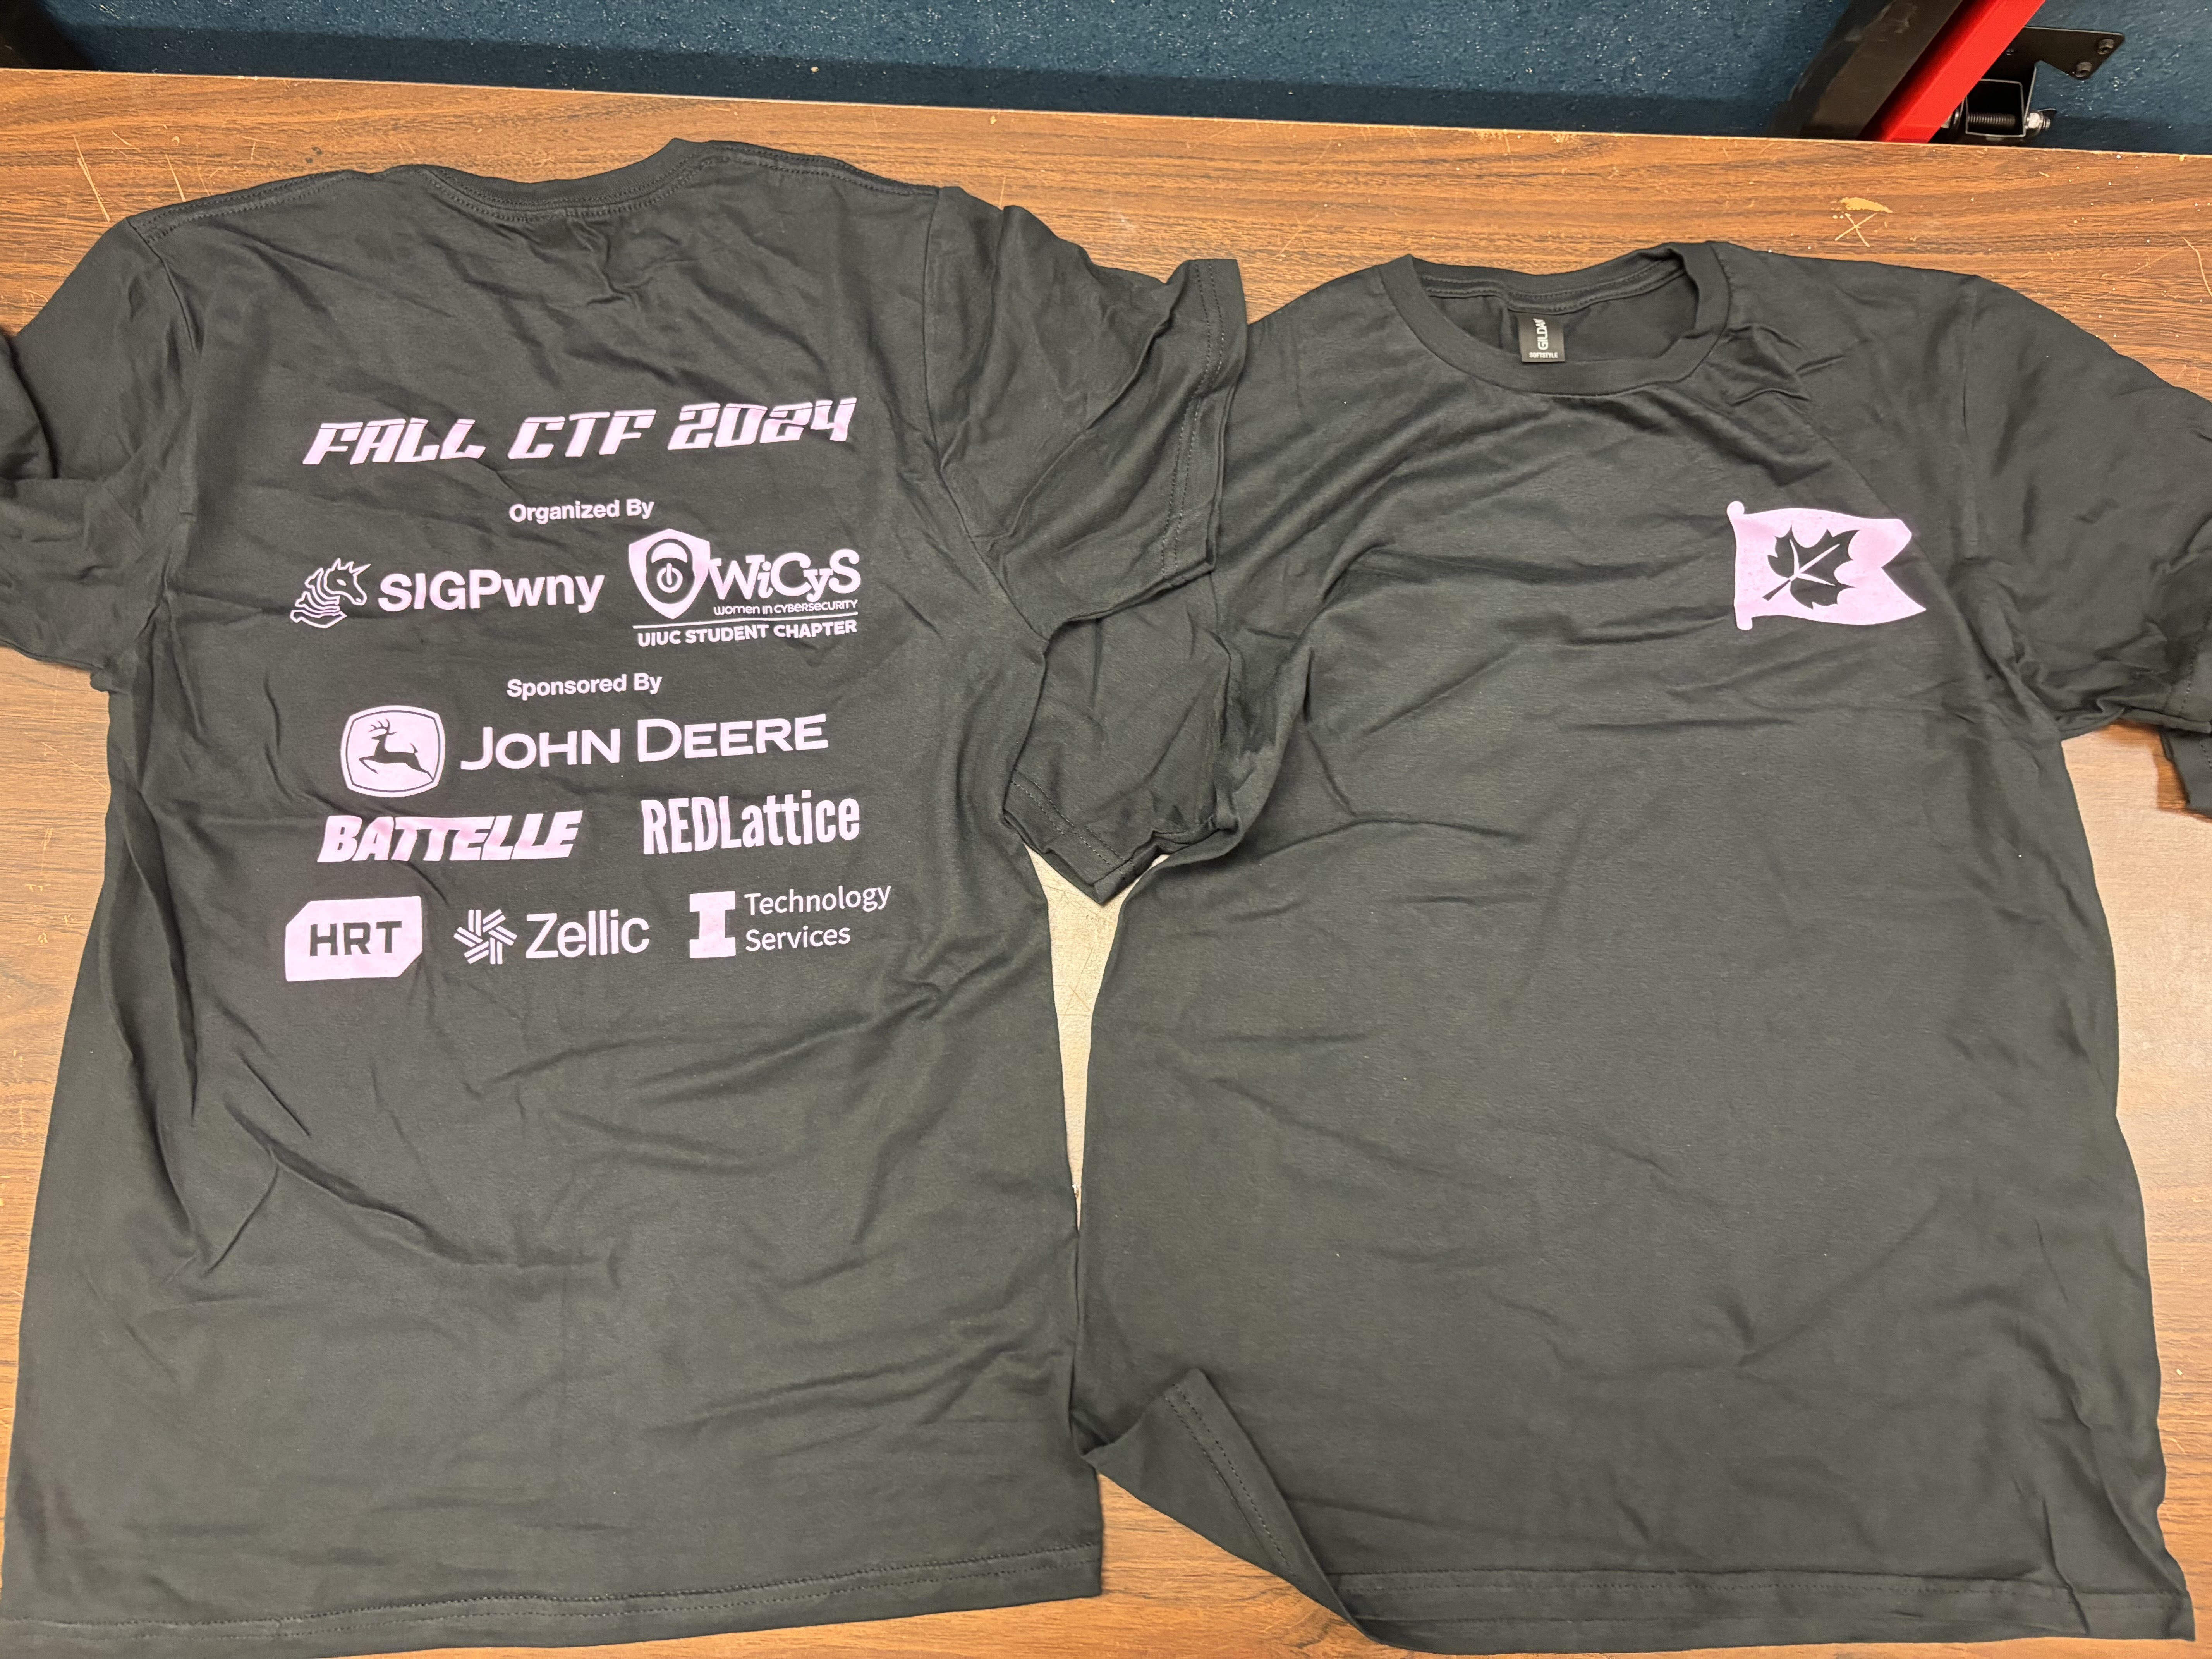 FALL CTF 2024
Organized By
SIGPwny
WiCyS
WOMEN IN CYBERSECURITY
UIUC STUDENT CHAPTER
Sponsored By
JOHN DEERE
BATTELLE
REDLattice
HRT
Zellic
I Technology
Services
GILDAN
SOFTSTYLE